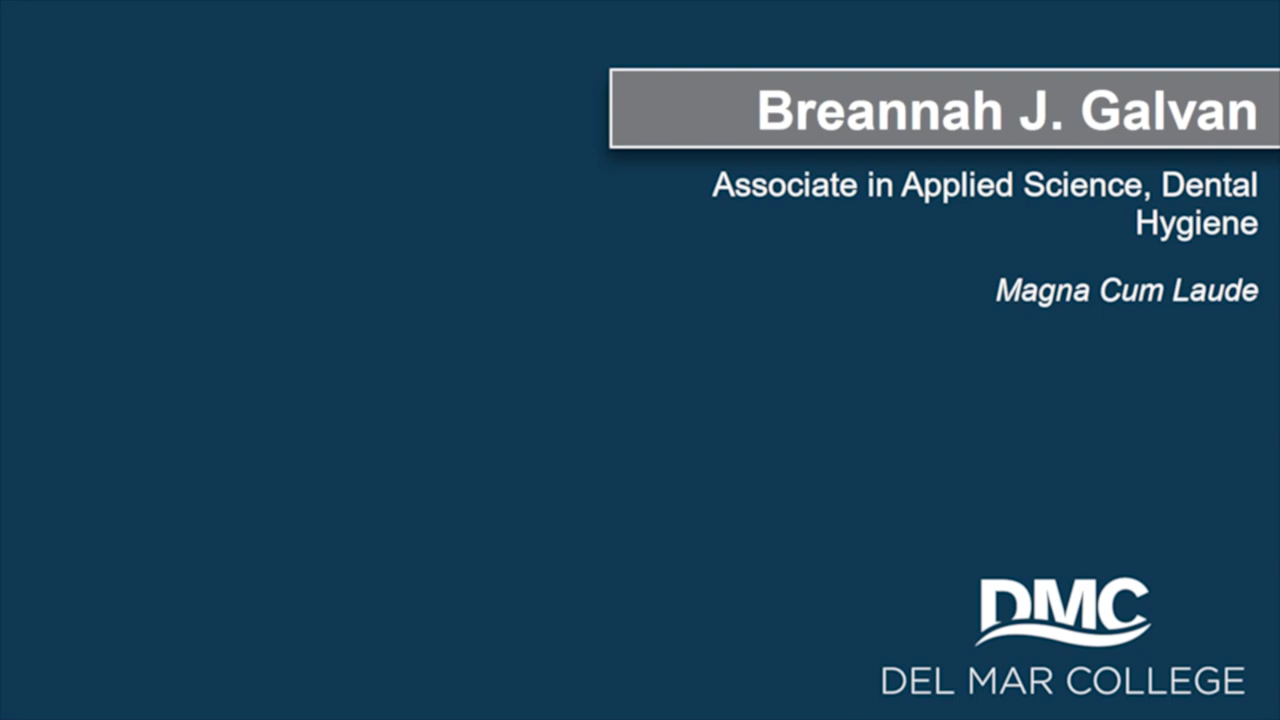 Breannah J. Galvan
Associate in Applied Science, Dental
Hygiene
Magna Cum Laude
DMC
DEL MAR COLLEGE